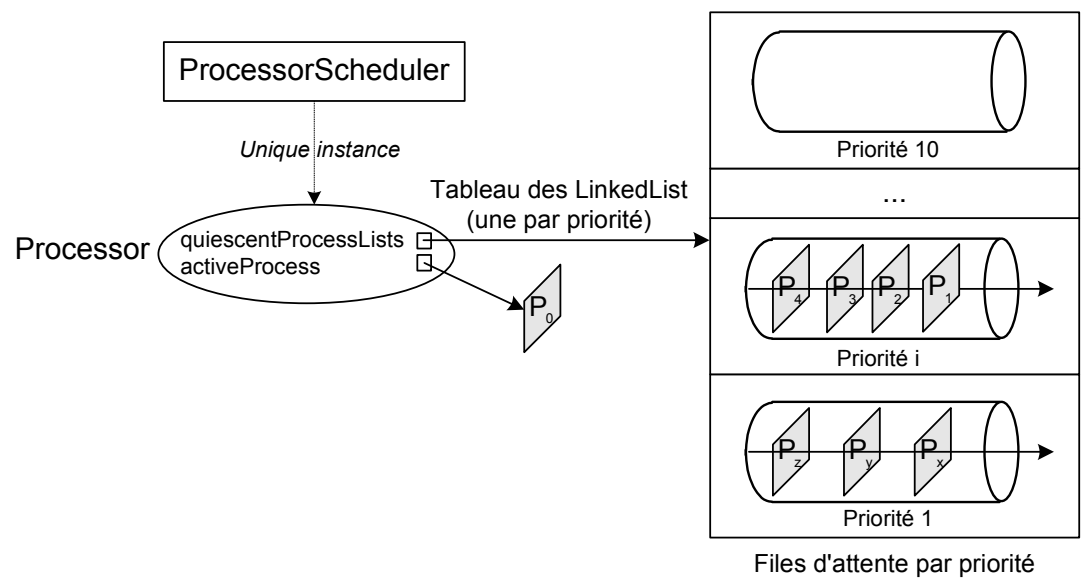 ProcessorScheduler
Unique instance
Processor
quiescentProcessLists
activeProcess
P0
Tableau des LinkedList
(une par priorité)
Priorité 10
...
P4 P3 P2 P1
Priorité i
Pz Py Px
Priorité 1
Files d'attente par priorité